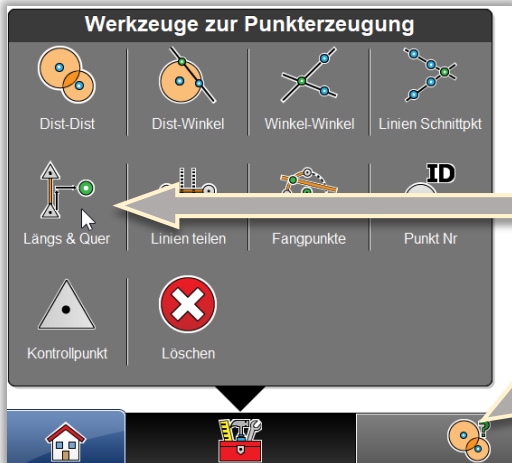 Werkzeuge zur Punkterzeugung
Dist-Dist
Dist-Winkel
Winkel-Winkel
Linien Schnittpkt
ID
Längs & Quer
Linien teilen
Fangpunkte
Punkt Nr
Kontrollpunkt
Löschen
?